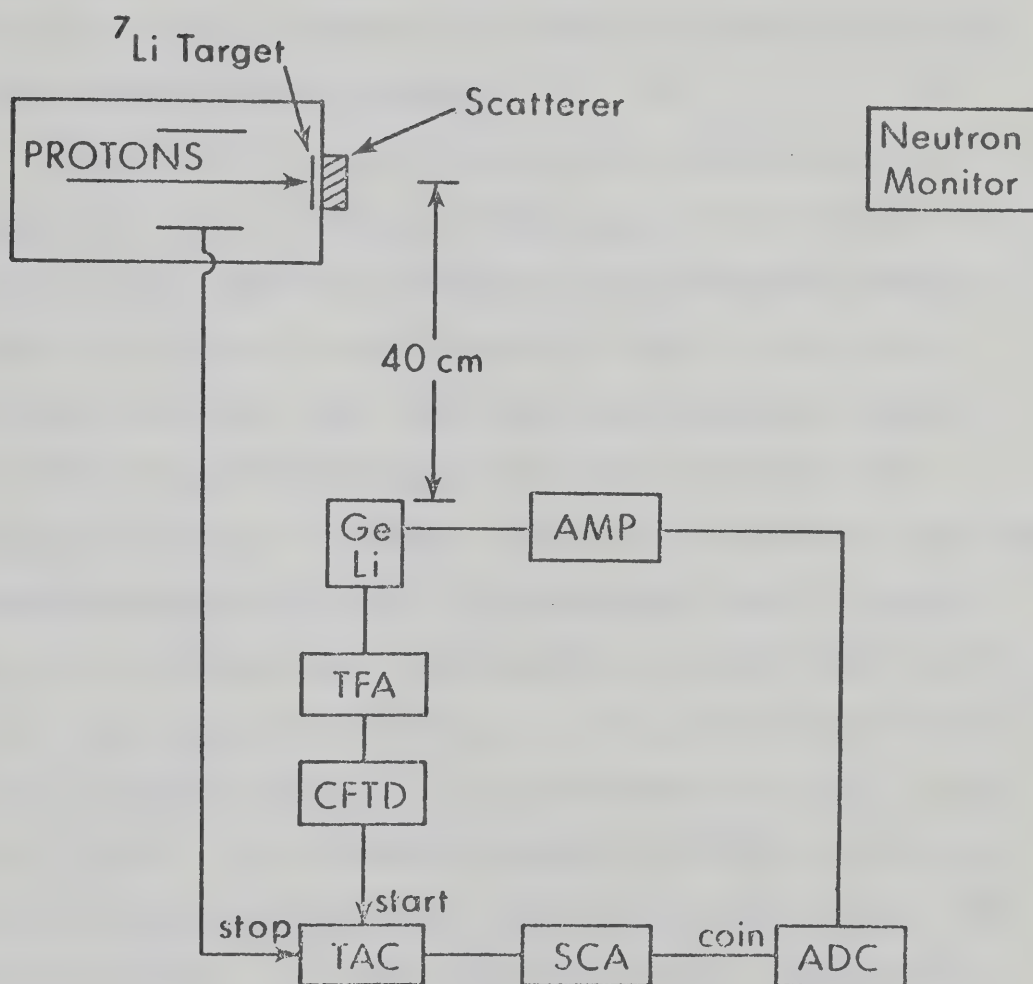 ⁷Li Target
Scatterer
PROTONS
Neutron
Monitor
40 cm
Ge
Li
AMP
TFA
CFTD
start
stop
TAC
SCA
coin
ADC